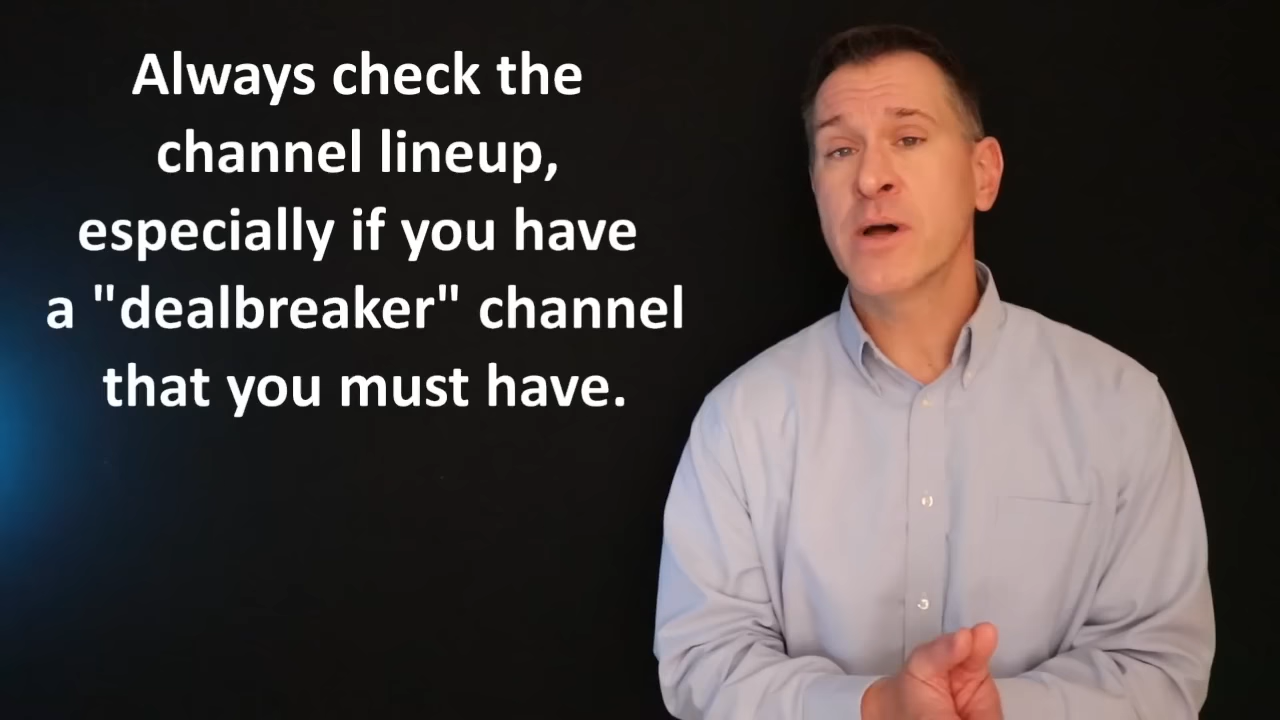 Always check the
channel lineup,
especially if you have
a "dealbreaker" channel
that you must have.